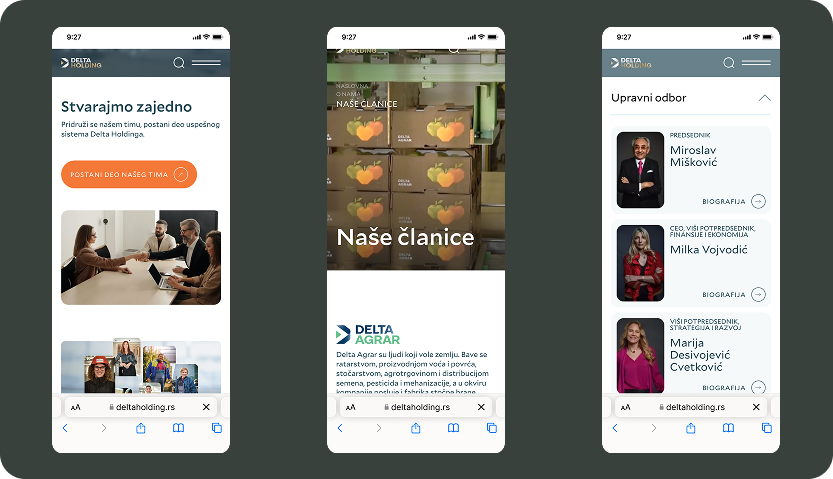 9:27
DELTA
HOLDING
Stvarajmo zajedno
Pridruži se našem timu, postani deo uspešnog
sistema Delta Holdinga.
POSTANI DEO NAŠEG TIMA
AA
deltaholding.rs
9:27
HOLDING
NASLOVNA
O NAMA
NAŠE ČLANICE
DELTA
AGRAR
Naše članice
DELTA
AGRAR
Delta Agrar su ljudi koji vole zemlju. Bave se
ratarstvom, proizvodnjom voća i povrća,
stočarstvom, agrotrgovinom i distribucijom
semena, pesticida i mehanizacije, a u okviru
kompanije posluje i fabrika stočne hrane
AA
deltaholding.rs
9:27
DELTA
HOLDING
Upravni odbor
PREDSEDNIK
Miroslav
Mišković
BIOGRAFIJA
CEO, VIŠI POTPREDSEDNIK,
FINANSIJE I EKONOMIJA
Milka Vojvodić
BIOGRAFIJA
VIŠI POTPREDSEDNIK,
STRATEGIJA I RAZVOJ
Marija
Desivojević
Cvetković
BIOGRAFIJA
AA
deltaholding.rs